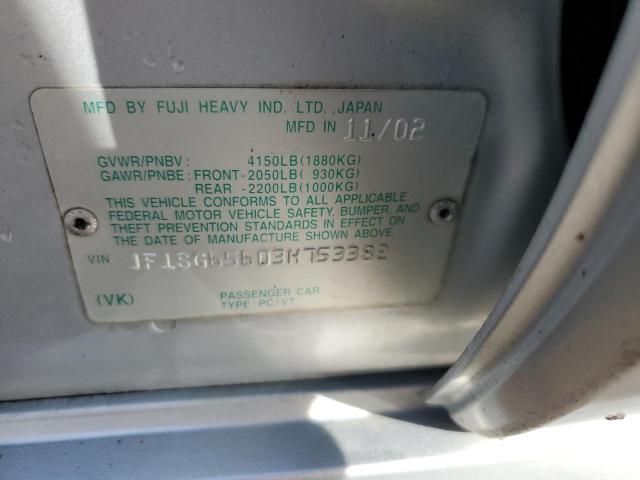 MFD BY FUJI HEAVY IND. LTD., JAPAN
MFD IN 11/02
GVWR/PNBV: 4150LB(1880KG)
GAWR/PNBE: FRONT-2050LB( 930KG)
REAR -2200LB(1000KG)
THIS VEHICLE CONFORMS TO ALL APPLICABLE
FEDERAL MOTOR VEHICLE SAFETY, BUMPER, AND
THEFT PREVENTION STANDARDS IN EFFECT ON
THE DATE OF MANUFACTURE SHOWN ABOVE.
VIN JF1SG65603H753382
(VK) PASSENGER CAR
TYPE PC/VT